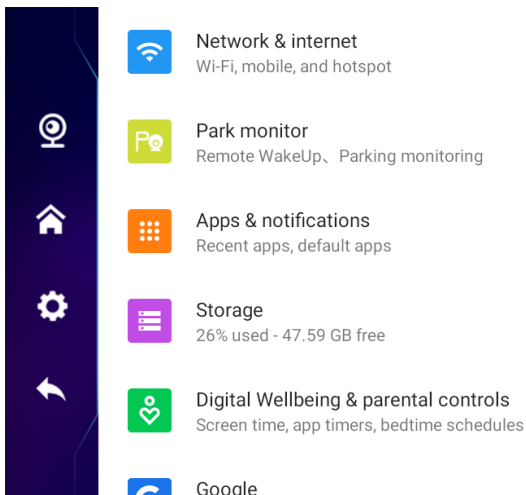 Network & internet
Wi-Fi, mobile, and hotspot
P
Park monitor
Remote WakeUp、Parking monitoring
Apps & notifications
Recent apps, default apps
Storage
26% used - 47.59 GB free
Digital Wellbeing & parental controls
Screen time, app timers, bedtime schedules
G
Google